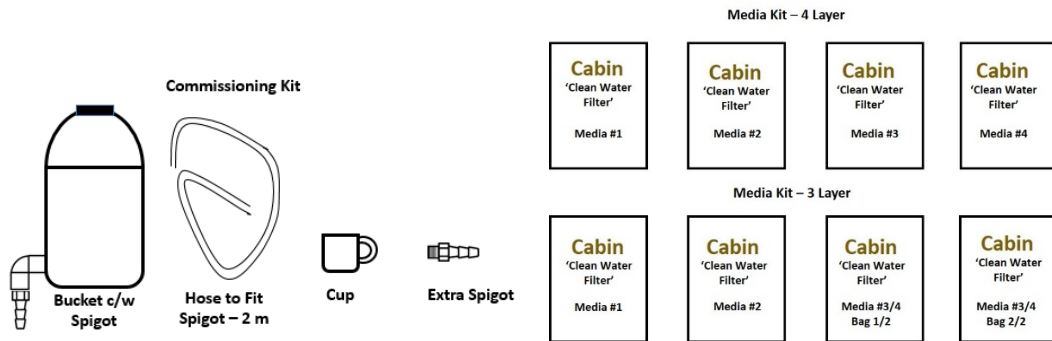 Commissioning Kit
Bucket c/w
Spigot
Hose to Fit
Spigot – 2 m
Cup
Extra Spigot
Media Kit – 4 Layer
Cabin
‘Clean Water
Filter’
Media #1
Cabin
‘Clean Water
Filter’
Media #2
Cabin
‘Clean Water
Filter’
Media #3
Cabin
‘Clean Water
Filter’
Media #4
Media Kit – 3 Layer
Cabin
‘Clean Water
Filter’
Media #1
Cabin
‘Clean Water
Filter’
Media #2
Cabin
‘Clean Water
Filter’
Media #3/4
Bag 1/2
Cabin
‘Clean Water
Filter’
Media #3/4
Bag 2/2